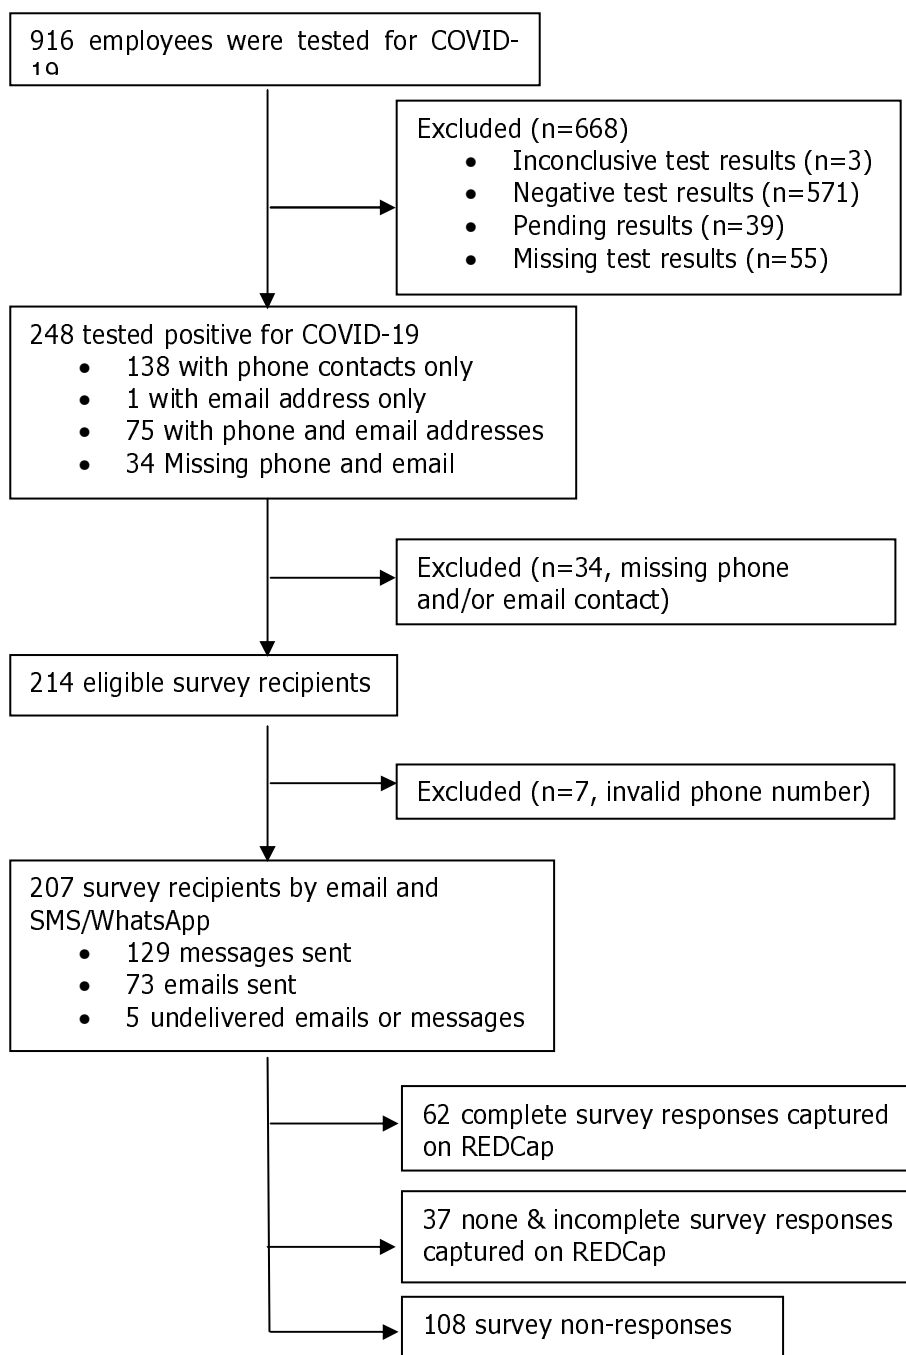 916 employees were tested for COVID-
19
Excluded (n=668)
• Inconclusive test results (n=3)
• Negative test results (n=571)
• Pending results (n=39)
• Missing test results (n=55)
248 tested positive for COVID-19
• 138 with phone contacts only
• 1 with email address only
• 75 with phone and email addresses
• 34 Missing phone and email
Excluded (n=34, missing phone
and/or email contact)
214 eligible survey recipients
Excluded (n=7, invalid phone number)
207 survey recipients by email and
SMS/WhatsApp
• 129 messages sent
• 73 emails sent
• 5 undelivered emails or messages
62 complete survey responses captured
on REDCap
37 none & incomplete survey responses
captured on REDCap
108 survey non-responses